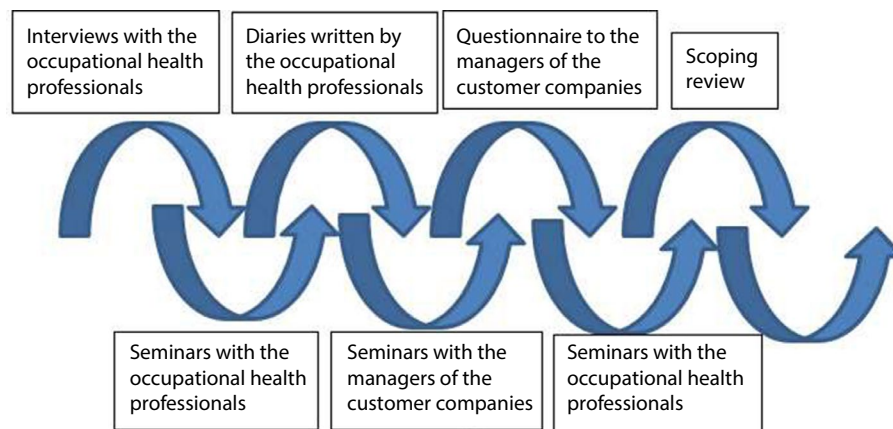 Interviews with the
occupational health
professionals
Diaries written by
the occupational
health professionals
Questionnaire to the
managers of the
customer companies
Scoping
review
Seminars with the
occupational health
professionals
Seminars with the
managers of the
customer companies
Seminars with the
occupational health
professionals